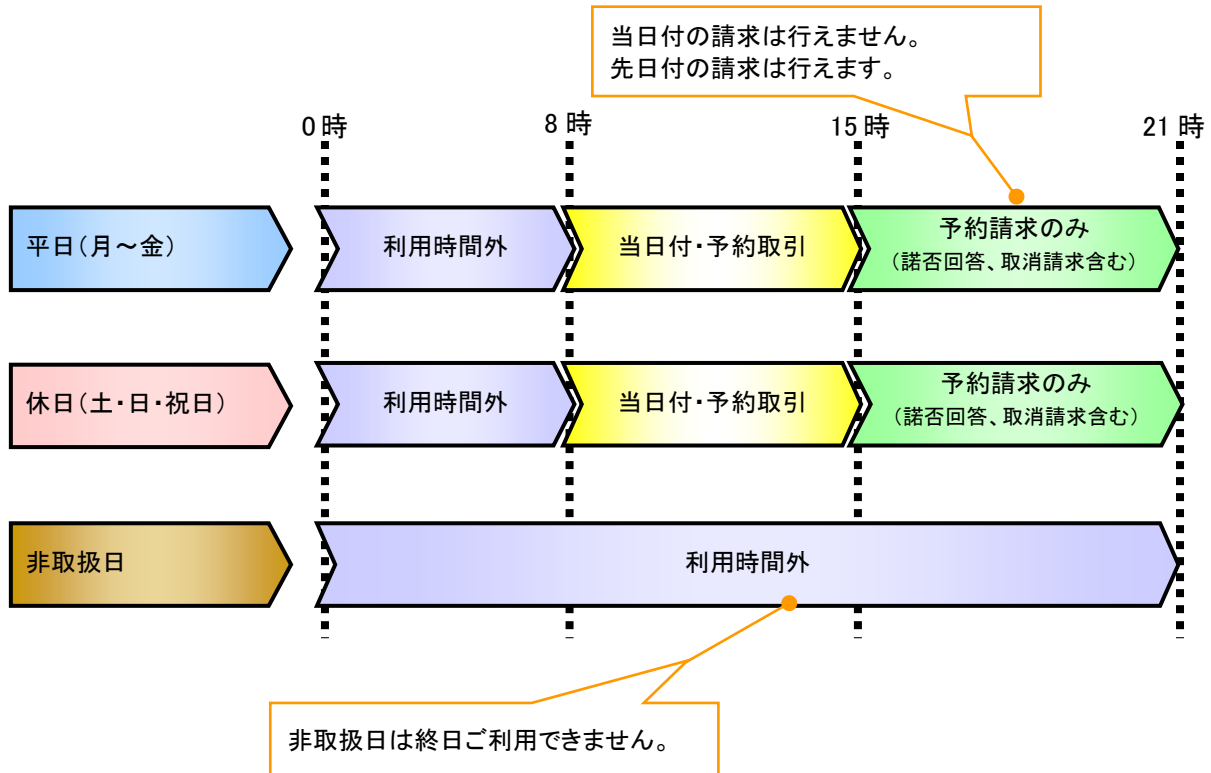 当日付の請求は行えません。
先日付の請求は行えます。
0時
8時
15時
21時
平日(月~金)
利用時間外
当日付・予約取引
予約請求のみ
(諾否回答、取消請求含む)
休日(土・日・祝日)
利用時間外
当日付・予約取引
予約請求のみ
(諾否回答、取消請求含む)
非取扱日
利用時間外
非取扱日は終日ご利用できません。